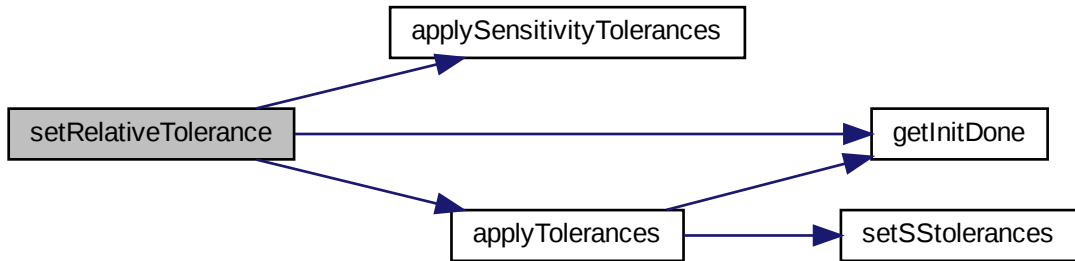 applySensitivityTolerances
setRelativeTolerance
getInitDone
applyTolerances
setSStolerances